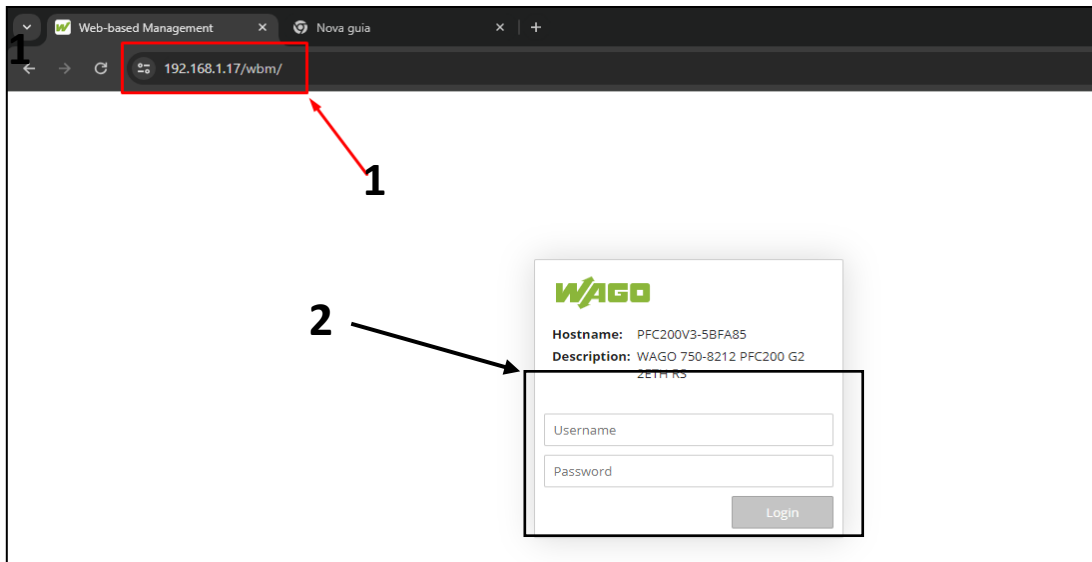 Web-based Management
Nova guia
1
192.168.1.17/wbm/
1
WAGO
2
Hostname: PFC200V3-5BFA85
Description: WAGO 750-8212 PFC200 G2
2ETH RS
Username
Password
Login